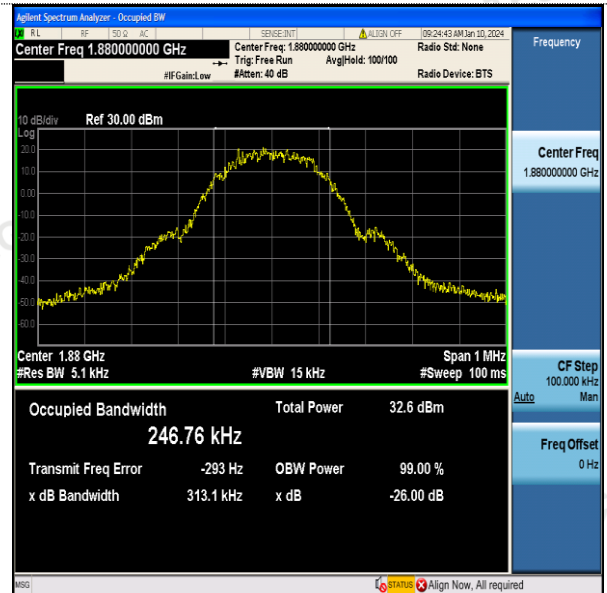 Agilent Spectrum Analyzer - Occupied BW
RL RF 50 Ω AC SENSE:INT ALIGN OFF 09:24:43 AM Jan 10, 2024
Center Freq 1.880000000 GHz Center Freq: 1.880000000 GHz Radio Std: None
Trig: Free Run Avg|Hold: 100/100
#IFGain:Low #Atten: 40 dB Radio Device: BTS
Frequency
10 dB/div Ref 30.00 dBm
Log
20.0
10.0
0.00
-10.0
-20.0
-30.0
-40.0
-50.0
-60.0
Center Freq
1.880000000 GHz
Center 1.88 GHz Span 1 MHz
#Res BW 5.1 kHz #VBW 15 kHz #Sweep 100 ms
CF Step
100.000 kHz
Auto Man
Occupied Bandwidth Total Power 32.6 dBm
246.76 kHz
Transmit Freq Error -293 Hz OBW Power 99.00 %
x dB Bandwidth 313.1 kHz x dB -26.00 dB
Freq Offset
0 Hz
MSG STATUS Align Now, All required